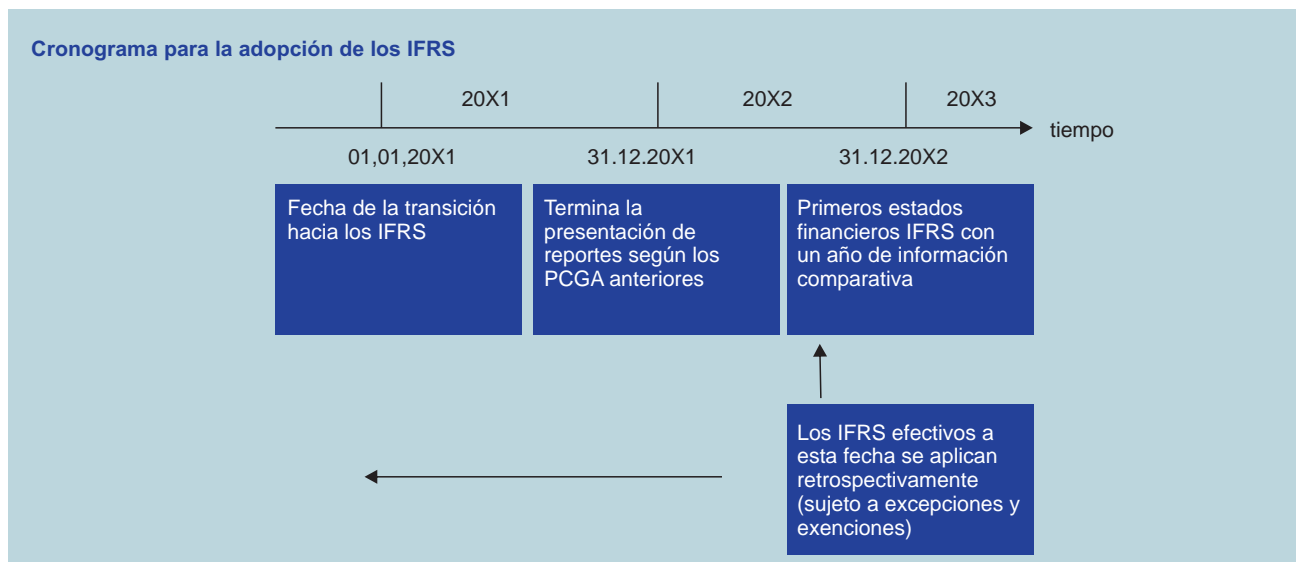 Cronograma para la adopción de los IFRS
20X1
20X2
20X3
tiempo
01,01,20X1
31.12.20X1
31.12.20X2
Fecha de la transición
hacia los IFRS
Termina la
presentación de
reportes según los
PCGA anteriores
Primeros estados
financieros IFRS con
un año de información
comparativa
Los IFRS efectivos a
esta fecha se aplican
retrospectivamente
(sujeto a excepciones y
exenciones)